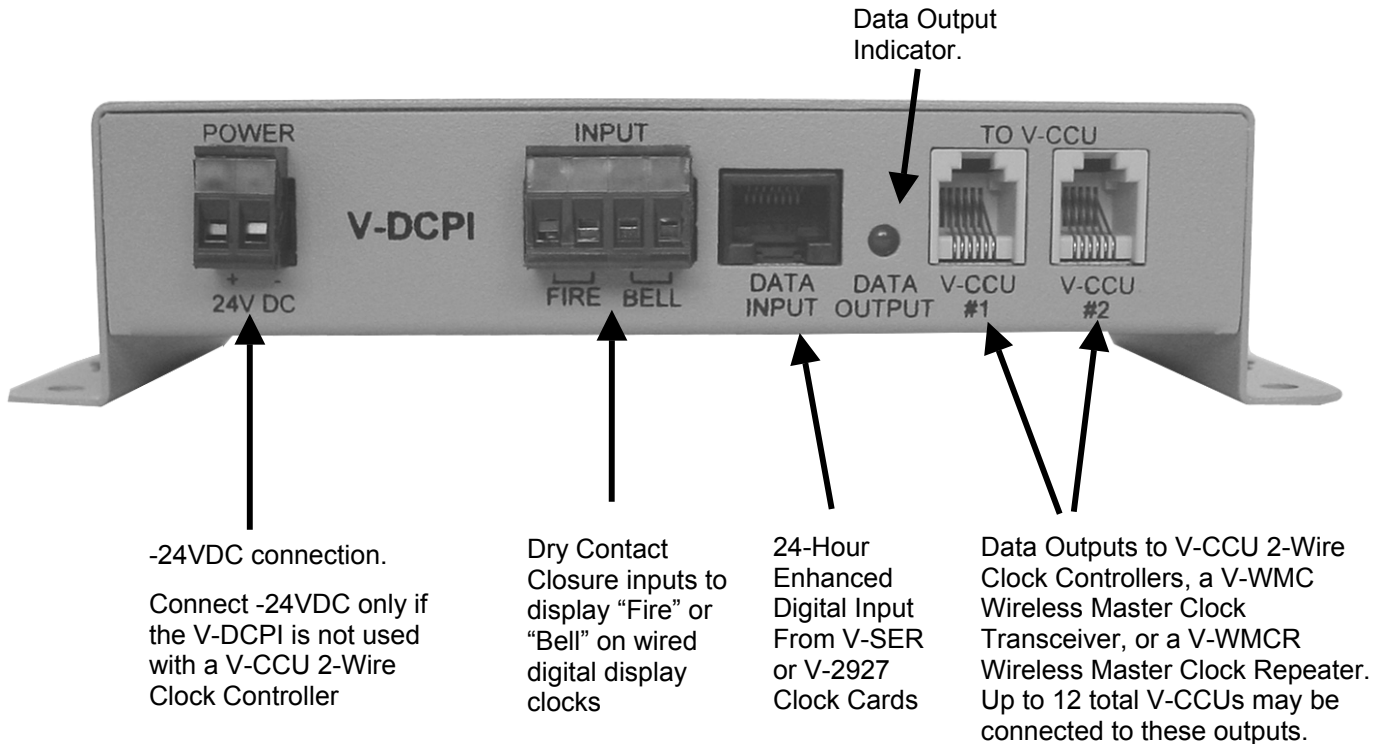 Data Output
Indicator.
POWER
INPUT
TO V-CCU
V-DCPI
+ -
24V DC
FIRE BELL
DATA
INPUT
DATA
OUTPUT
V-CCU
#1
V-CCU
#2
-24VDC connection.
Connect -24VDC only if
the V-DCPI is not used
with a V-CCU 2-Wire
Clock Controller
Dry Contact
Closure inputs to
display “Fire” or
“Bell” on wired
digital display
clocks
24-Hour
Enhanced
Digital Input
From V-SER
or V-2927
Clock Cards
Data Outputs to V-CCU 2-Wire
Clock Controllers, a V-WMC
Wireless Master Clock
Transceiver, or a V-WMCR
Wireless Master Clock Repeater.
Up to 12 total V-CCUs may be
connected to these outputs.